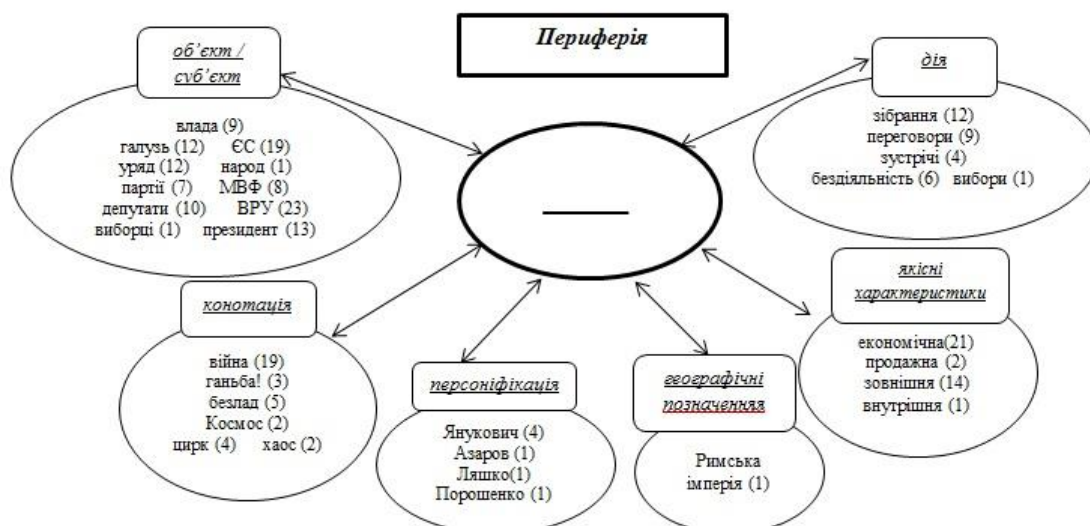 Периферія
об’єкт /
суб’єкт
влада (9)
галузь (12) ЄС (19)
уряд (12) народ (1)
партії (7) МВФ (8)
депутати (10) ВРУ (23)
виборці (1) президент (13)
дія
зібрання (12)
переговори (9)
зустрічі (4)
бездіяльність (6) вибори (1)
конотація
війна (19)
ганьба! (3)
безлад (5)
Космос (2)
цирк (4) хаос (2)
персоніфікація
Янукович (4)
Азаров (1)
Ляшко(1)
Порошенко (1)
географічні
позначенняя
Римська
імперія (1)
якісні
характеристики
економічна(21)
продажна (2)
зовнішня (14)
внутрішня (1)